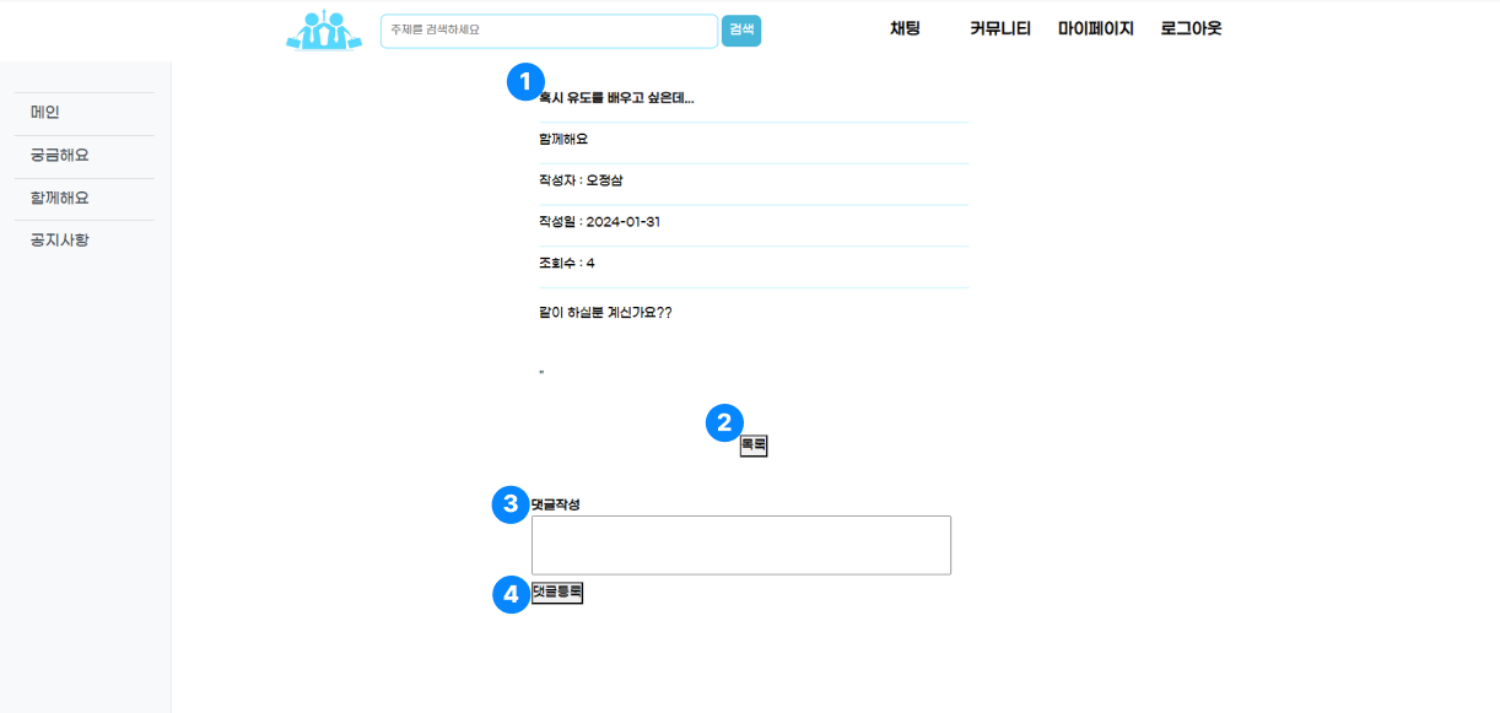 주제를 검색하세요 검색 채팅 커뮤니티 마이페이지 로그아웃
메인
궁금해요
함께해요
공지사항
1
혹시 유도를 배우고 싶은데...
함께해요
작성자 : 오정삼
작성일 : 2024-01-31
조회수 : 4
같이 하실분 계신가요??
"
2
목록
3 댓글작성
4 댓글등록